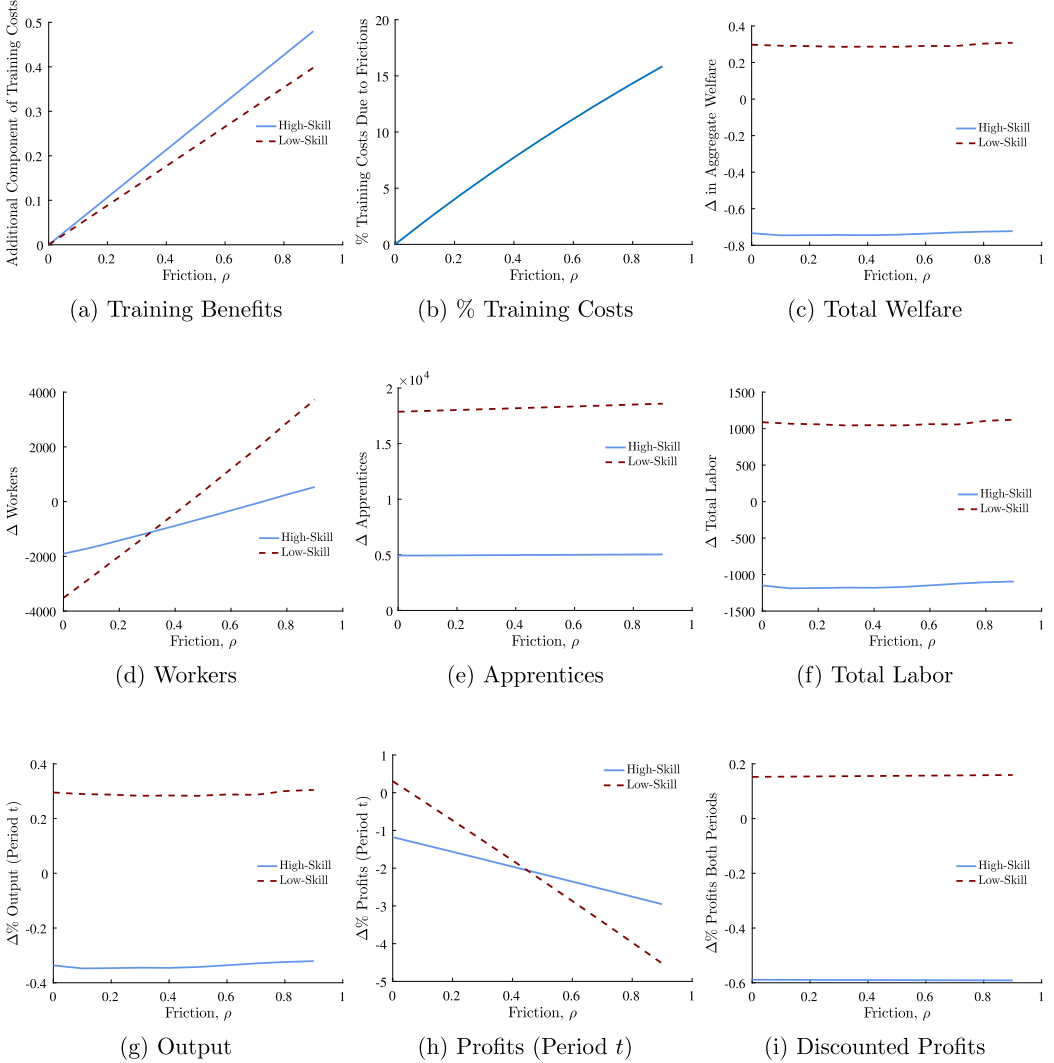 Additional Component of Training Costs
0.5
0.4
0.3
0.2
0.1
0
High-Skill
Low-Skill
0 0.2 0.4 0.6 0.8 1
Friction, ρ
(a) Training Benefits
% Training Costs Due to Frictions
20
15
10
5
0
0 0.2 0.4 0.6 0.8 1
Friction, ρ
(b) % Training Costs
Δ in Aggregate Welfare
0.4
0.2
0
-0.2
-0.4
-0.6
-0.8
High-Skill
Low-Skill
0 0.2 0.4 0.6 0.8 1
Friction, ρ
(c) Total Welfare
Δ Workers
4000
2000
0
-2000
-4000
High-Skill
Low-Skill
0 0.2 0.4 0.6 0.8 1
Friction, ρ
(d) Workers
Δ Apprentices
×10⁴
2
1.5
1
0.5
0
High-Skill
Low-Skill
0 0.2 0.4 0.6 0.8 1
Friction, ρ
(e) Apprentices
Δ Total Labor
1500
1000
500
0
-500
-1000
-1500
High-Skill
Low-Skill
0 0.2 0.4 0.6 0.8 1
Friction, ρ
(f) Total Labor
Δ% Output (Period t)
0.4
0.2
0
-0.2
-0.4
High-Skill
Low-Skill
0 0.2 0.4 0.6 0.8 1
Friction, ρ
(g) Output
Δ% Profits (Period t)
1
0
-1
-2
-3
-4
-5
High-Skill
Low-Skill
0 0.2 0.4 0.6 0.8 1
Friction, ρ
(h) Profits (Period t)
Δ% Profits Both Periods
0.2
0
-0.2
-0.4
-0.6
High-Skill
Low-Skill
0 0.2 0.4 0.6 0.8 1
Friction, ρ
(i) Discounted Profits